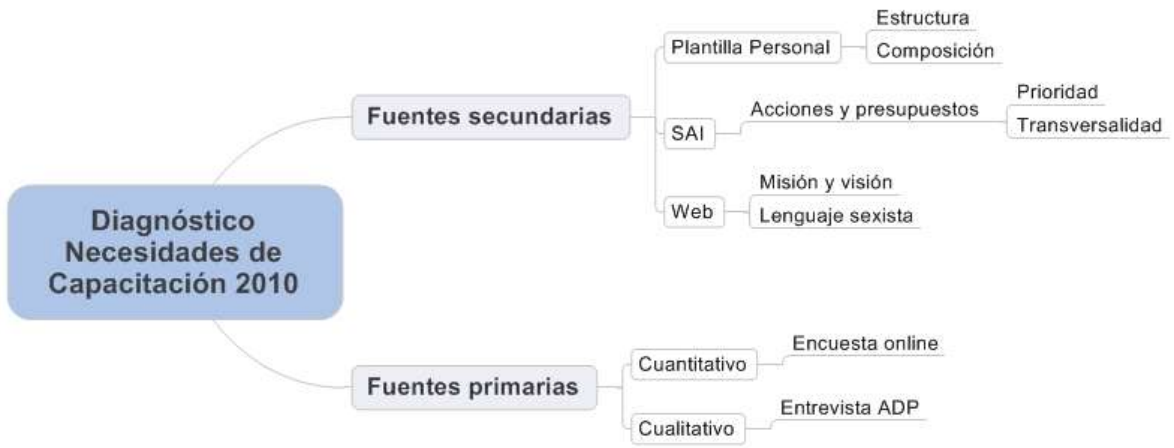 Diagnóstico
Necesidades de
Capacitación 2010
Fuentes secundarias
Plantilla Personal
Estructura
Composición
SAI
Acciones y presupuestos
Prioridad
Transversalidad
Web
Misión y visión
Lenguaje sexista
Fuentes primarias
Cuantitativo
Encuesta online
Cualitativo
Entrevista ADP